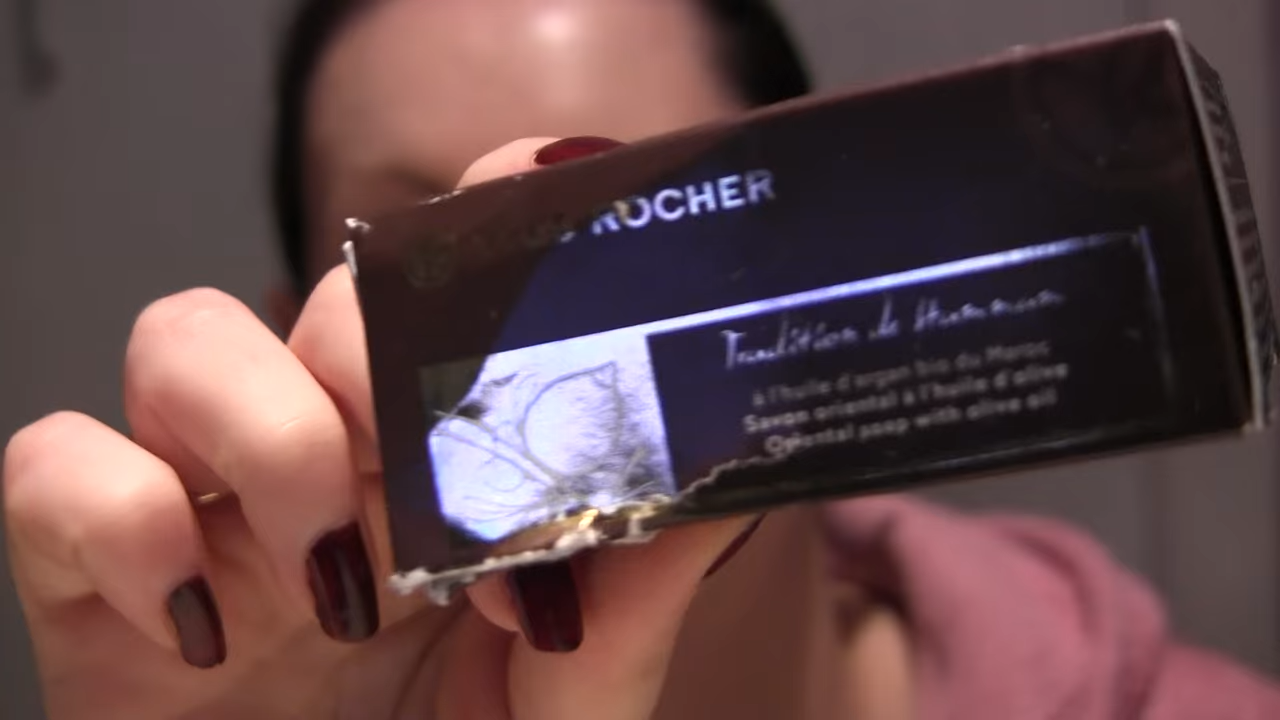 ROCHER
Tradition de Hammam
à l'huile d'argan bio du Maroc
Savon oriental à l'huile d'olive
Oriental soap with olive oil